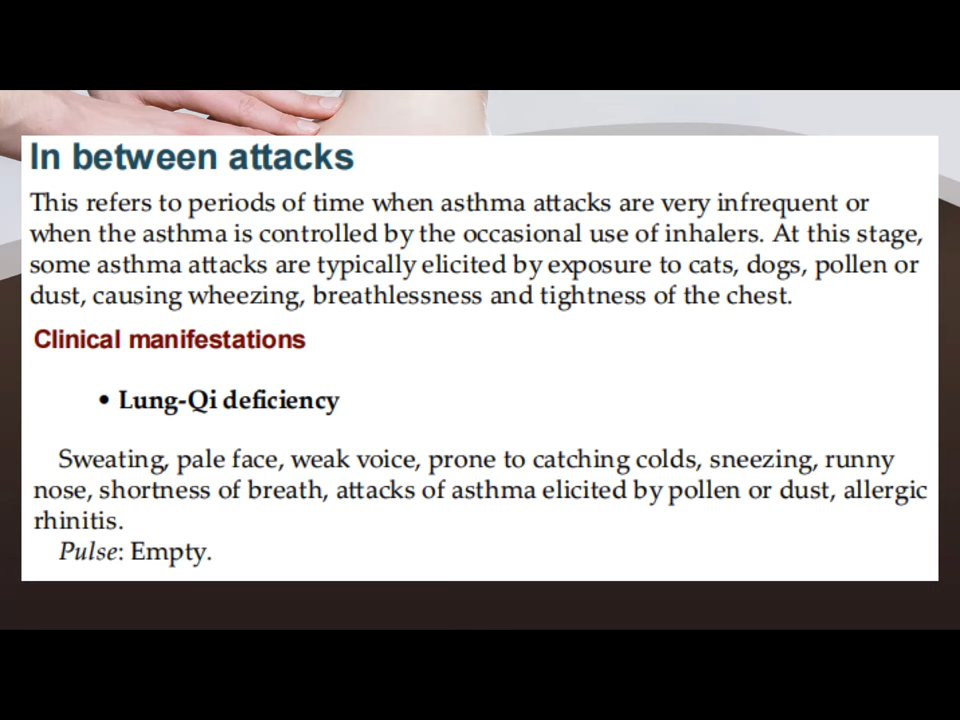 In between attacks
This refers to periods of time when asthma attacks are very infrequent or
when the asthma is controlled by the occasional use of inhalers. At this stage,
some asthma attacks are typically elicited by exposure to cats, dogs, pollen or
dust, causing wheezing, breathlessness and tightness of the chest.
Clinical manifestations
• Lung-Qi deficiency
Sweating, pale face, weak voice, prone to catching colds, sneezing, runny
nose, shortness of breath, attacks of asthma elicited by pollen or dust, allergic
rhinitis.
Pulse: Empty.